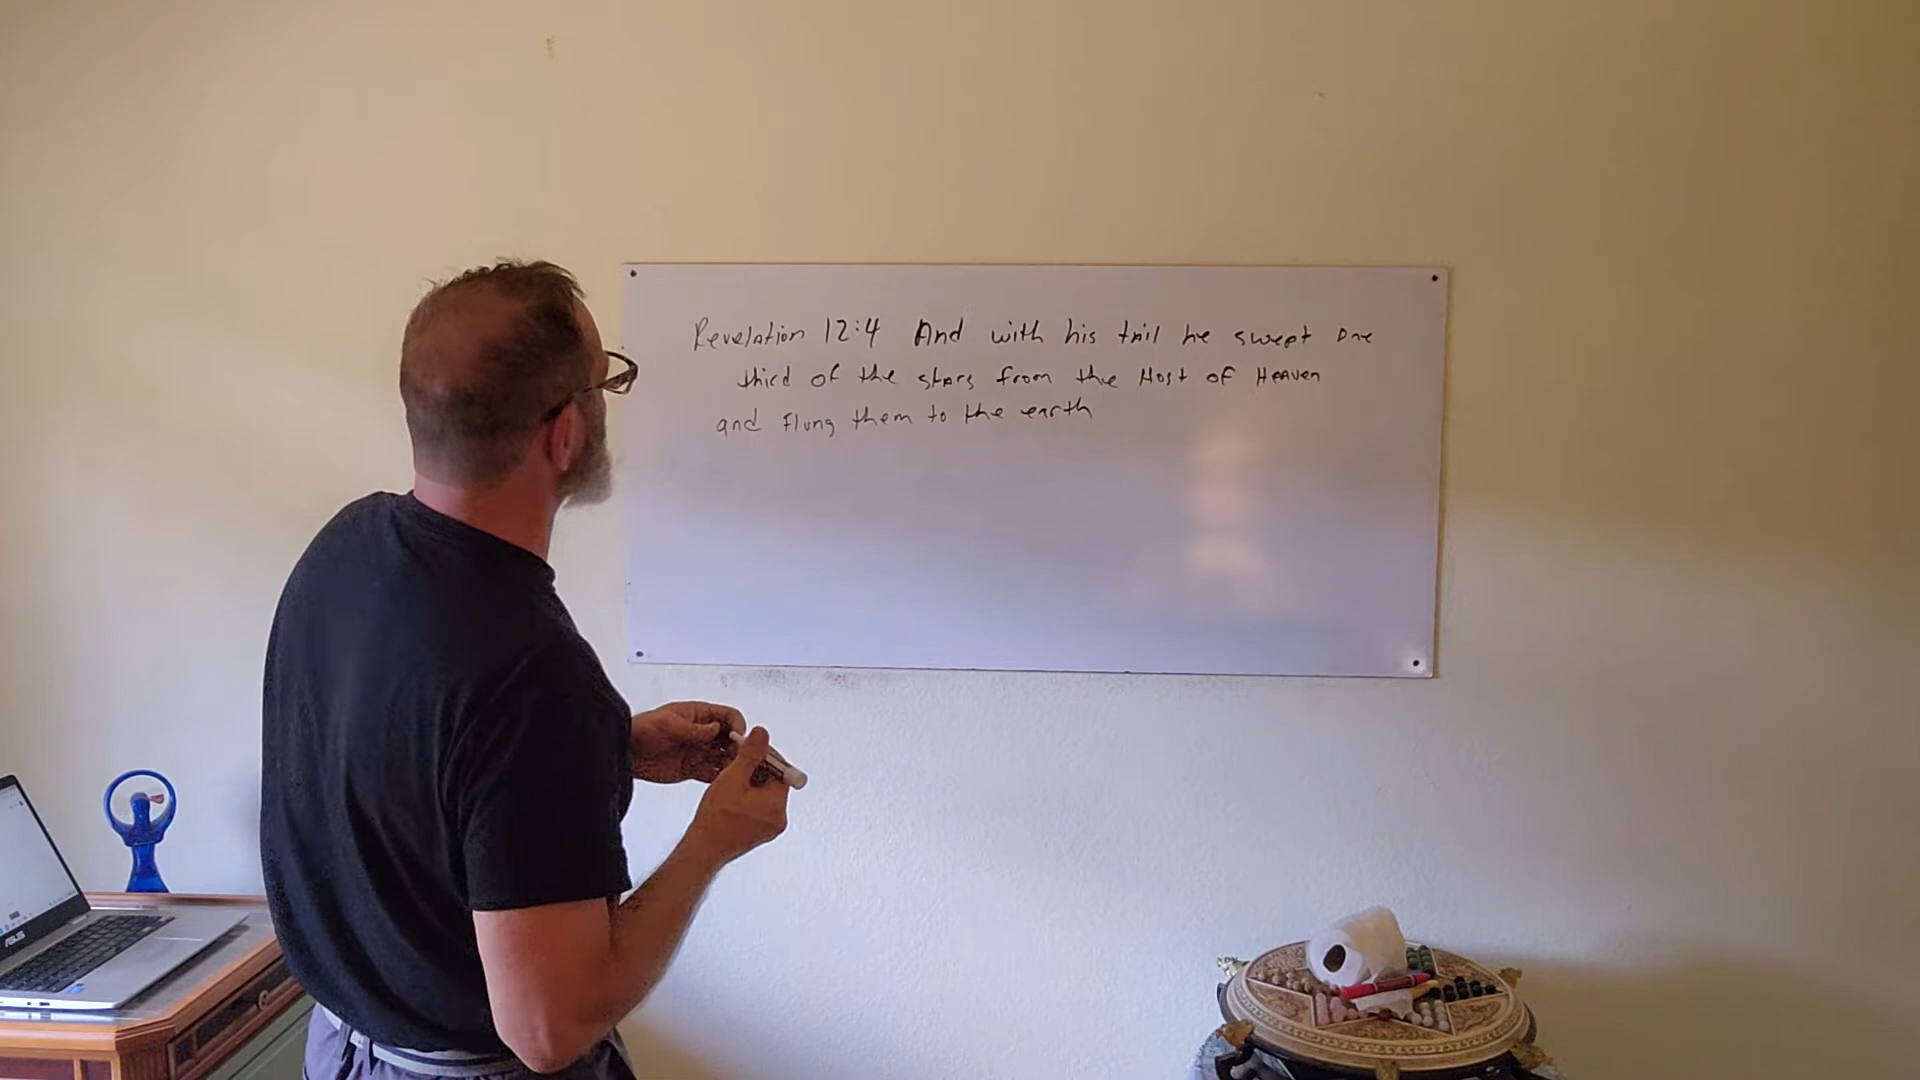 Revelation 12:4 And with his tail he swept one
third of the stars from the Host of Heaven
and flung them to the earth
ASUS